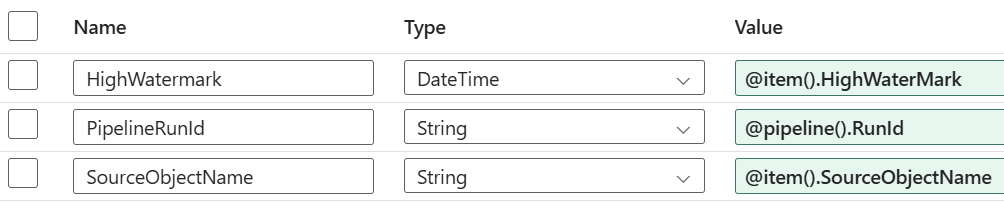 Name Type Value
HighWatermark DateTime @item().HighWaterMark
PipelineRunId String @pipeline().RunId
SourceObjectName String @item().SourceObjectName